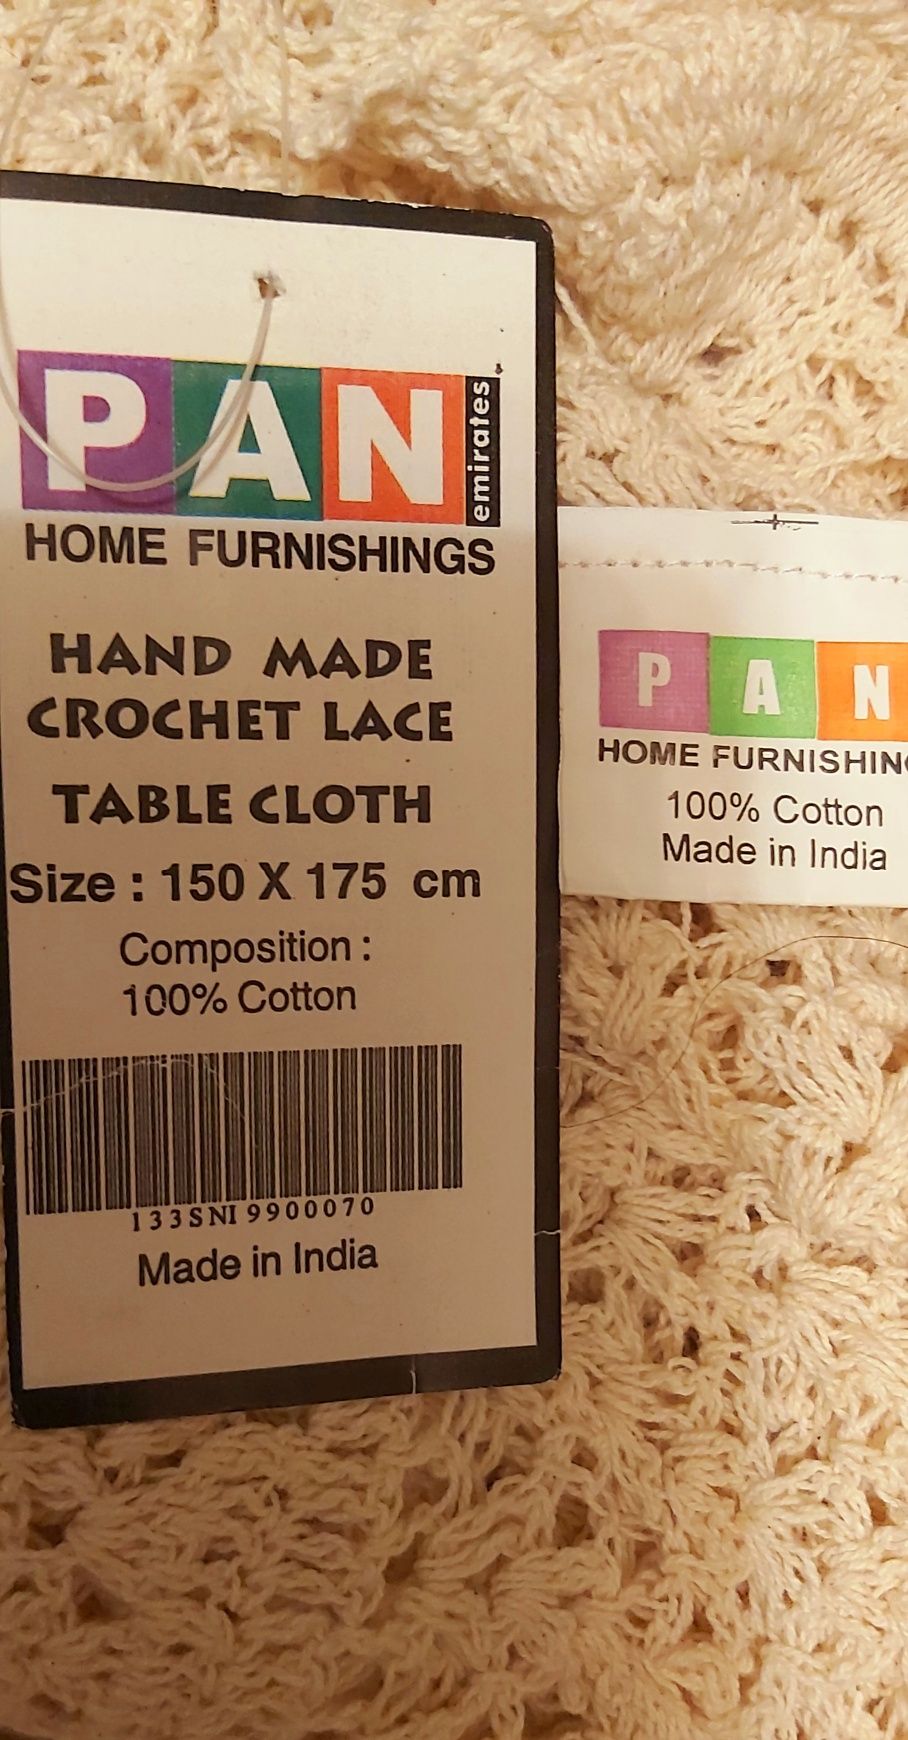 PAN emirates
HOME FURNISHINGS
HAND MADE
CROCHET LACE
TABLE CLOTH
Size : 150 X 175 cm
Composition :
100% Cotton
133SNI9900070
Made in India
PAN
HOME FURNISHIN
100% Cotton
Made in India